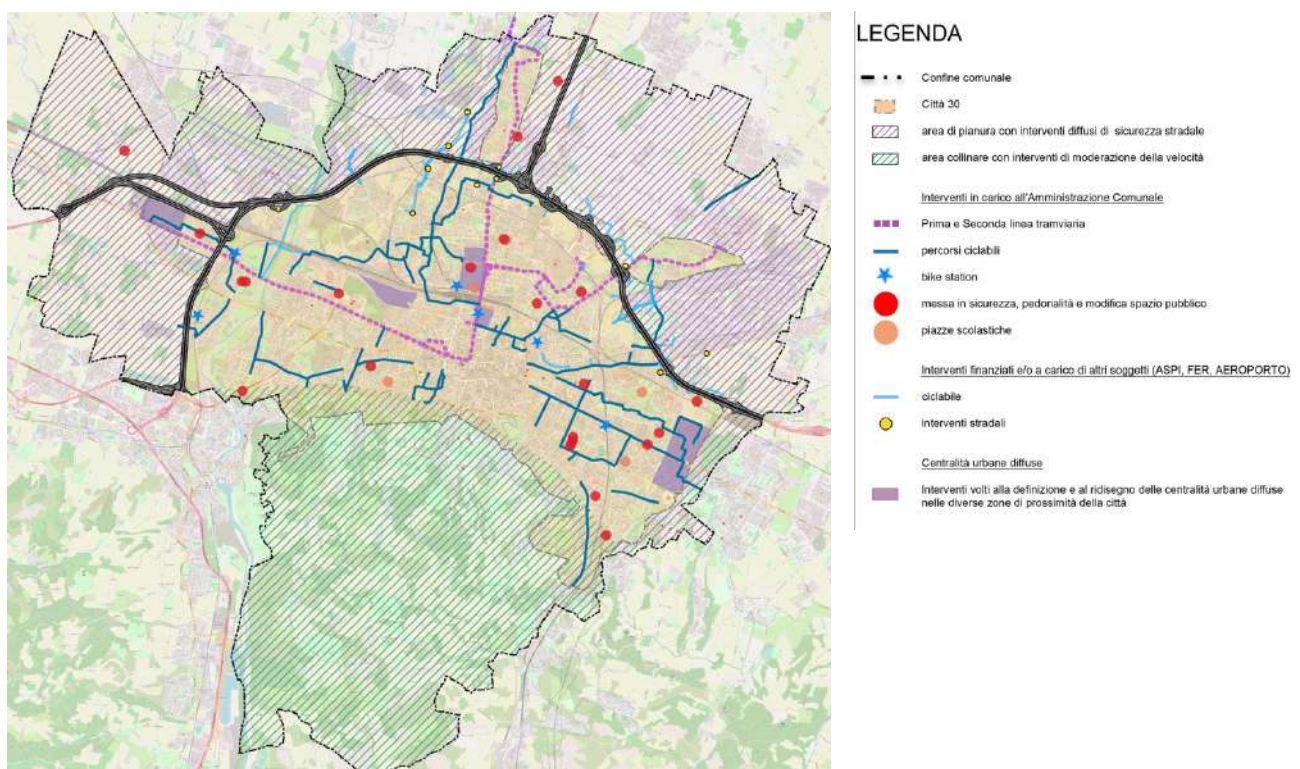 LEGENDA
Confine comunale
Città 30
area di pianura con interventi diffusi di sicurezza stradale
area collinare con interventi di moderazione della velocità
Interventi in carico all'Amministrazione Comunale
Prima e Seconda linea tramviaria
percorsi ciclabili
bike station
messa in sicurezza, pedonalità e modifica spazio pubblico
piazze scolastiche
Interventi finanziati e/o a carico di altri soggetti (ASPI, FER, AEROPORTO)
ciclabile
interventi stradali
Centralità urbane diffuse
Interventi volti alla definizione e al ridisegno delle centralità urbane diffuse
nelle diverse zone di prossimità della città